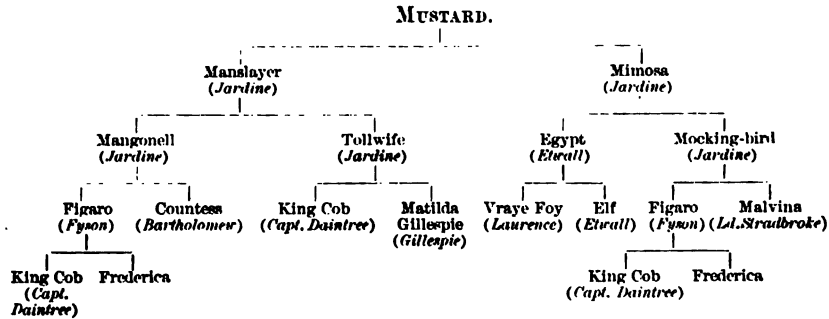 MUSTARD.
Manslayer Mimosa
(Jardine) (Jardine)
Mangonell Tollwife Egypt Mocking-bird
(Jardine) (Jardine) (Etwall) (Jardine)
Figaro Countess King Cob Matilda Vraye Foy Elf Figaro Malvina
(Fyson) (Bartholomew) (Capt. Daintree) Gillespie (Laurence) (Etwall) (Fyson) (Ld. Stradbroke)
(Gillespie)
King Cob Frederica King Cob Frederica
(Capt. (Capt. Daintree)
Daintree)